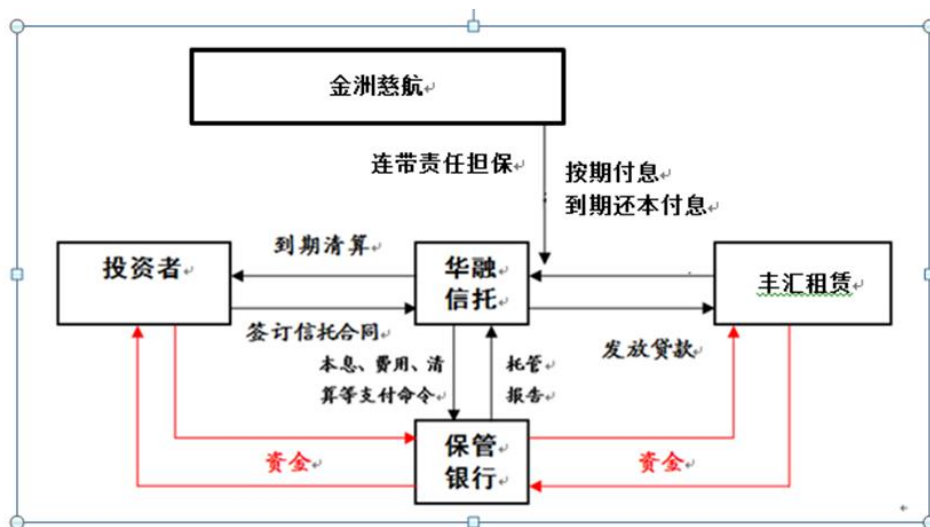 金洲慈航
连带责任担保
按期付息
到期还本付息
到期清算
投资者
华融
信托
丰汇租赁
签订信托合同
发放贷款
本息、费用、清
算等支付命令
托管
报告
保管
银行
资金
资金